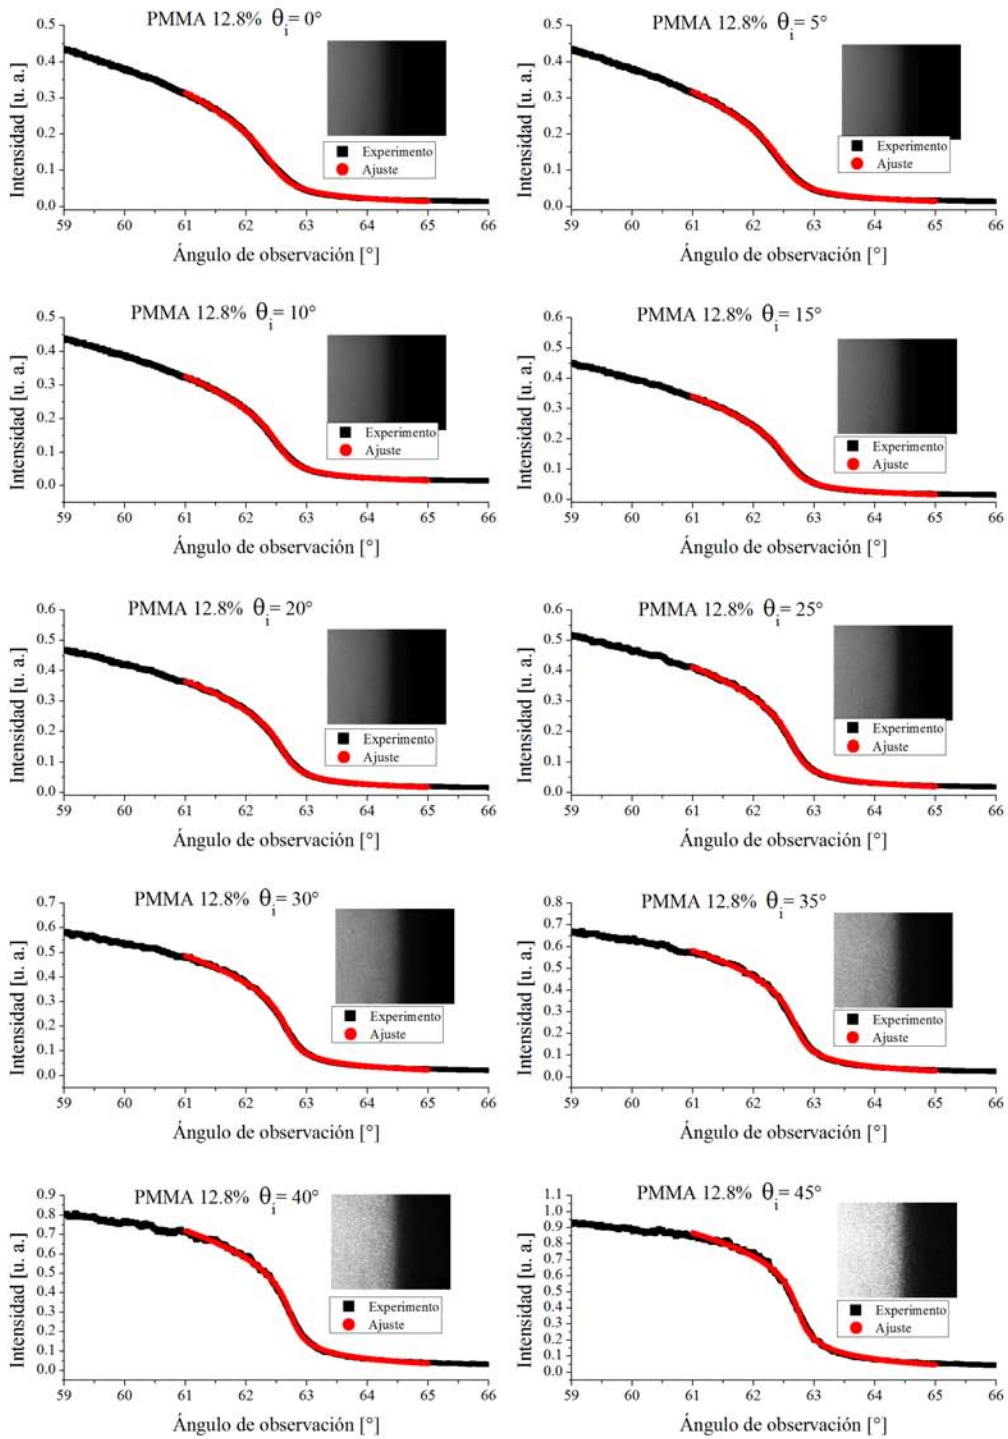 PMMA 12.8% θi= 0°
Intensidad [u. a.]
0.5
0.4
0.3
0.2
0.1
0.0
Experimento
Ajuste
59 60 61 62 63 64 65 66
Ángulo de observación [°]
PMMA 12.8% θi= 5°
Intensidad [u. a.]
0.5
0.4
0.3
0.2
0.1
0.0
Experimento
Ajuste
59 60 61 62 63 64 65 66
Ángulo de observación [°]
PMMA 12.8% θi= 10°
Intensidad [u. a.]
0.5
0.4
0.3
0.2
0.1
0.0
Experimento
Ajuste
59 60 61 62 63 64 65 66
Ángulo de observación [°]
PMMA 12.8% θi= 15°
Intensidad [u. a.]
0.6
0.5
0.4
0.3
0.2
0.1
0.0
Experimento
Ajuste
59 60 61 62 63 64 65 66
Ángulo de observación [°]
PMMA 12.8% θi= 20°
Intensidad [u. a.]
0.6
0.5
0.4
0.3
0.2
0.1
0.0
Experimento
Ajuste
59 60 61 62 63 64 65 66
Ángulo de observación [°]
PMMA 12.8% θi= 25°
Intensidad [u. a.]
0.6
0.5
0.4
0.3
0.2
0.1
0.0
Experimento
Ajuste
59 60 61 62 63 64 65 66
Ángulo de observación [°]
PMMA 12.8% θi= 30°
Intensidad [u. a.]
0.7
0.6
0.5
0.4
0.3
0.2
0.1
0.0
Experimento
Ajuste
59 60 61 62 63 64 65 66
Ángulo de observación [°]
PMMA 12.8% θi= 35°
Intensidad [u. a.]
0.8
0.7
0.6
0.5
0.4
0.3
0.2
0.1
0.0
Experimento
Ajuste
59 60 61 62 63 64 65 66
Ángulo de observación [°]
PMMA 12.8% θi= 40°
Intensidad [u. a.]
0.9
0.8
0.7
0.6
0.5
0.4
0.3
0.2
0.1
0.0
Experimento
Ajuste
59 60 61 62 63 64 65 66
Ángulo de observación [°]
PMMA 12.8% θi= 45°
Intensidad [u. a.]
1.1
1.0
0.9
0.8
0.7
0.6
0.5
0.4
0.3
0.2
0.1
0.0
Experimento
Ajuste
59 60 61 62 63 64 65 66
Ángulo de observación [°]